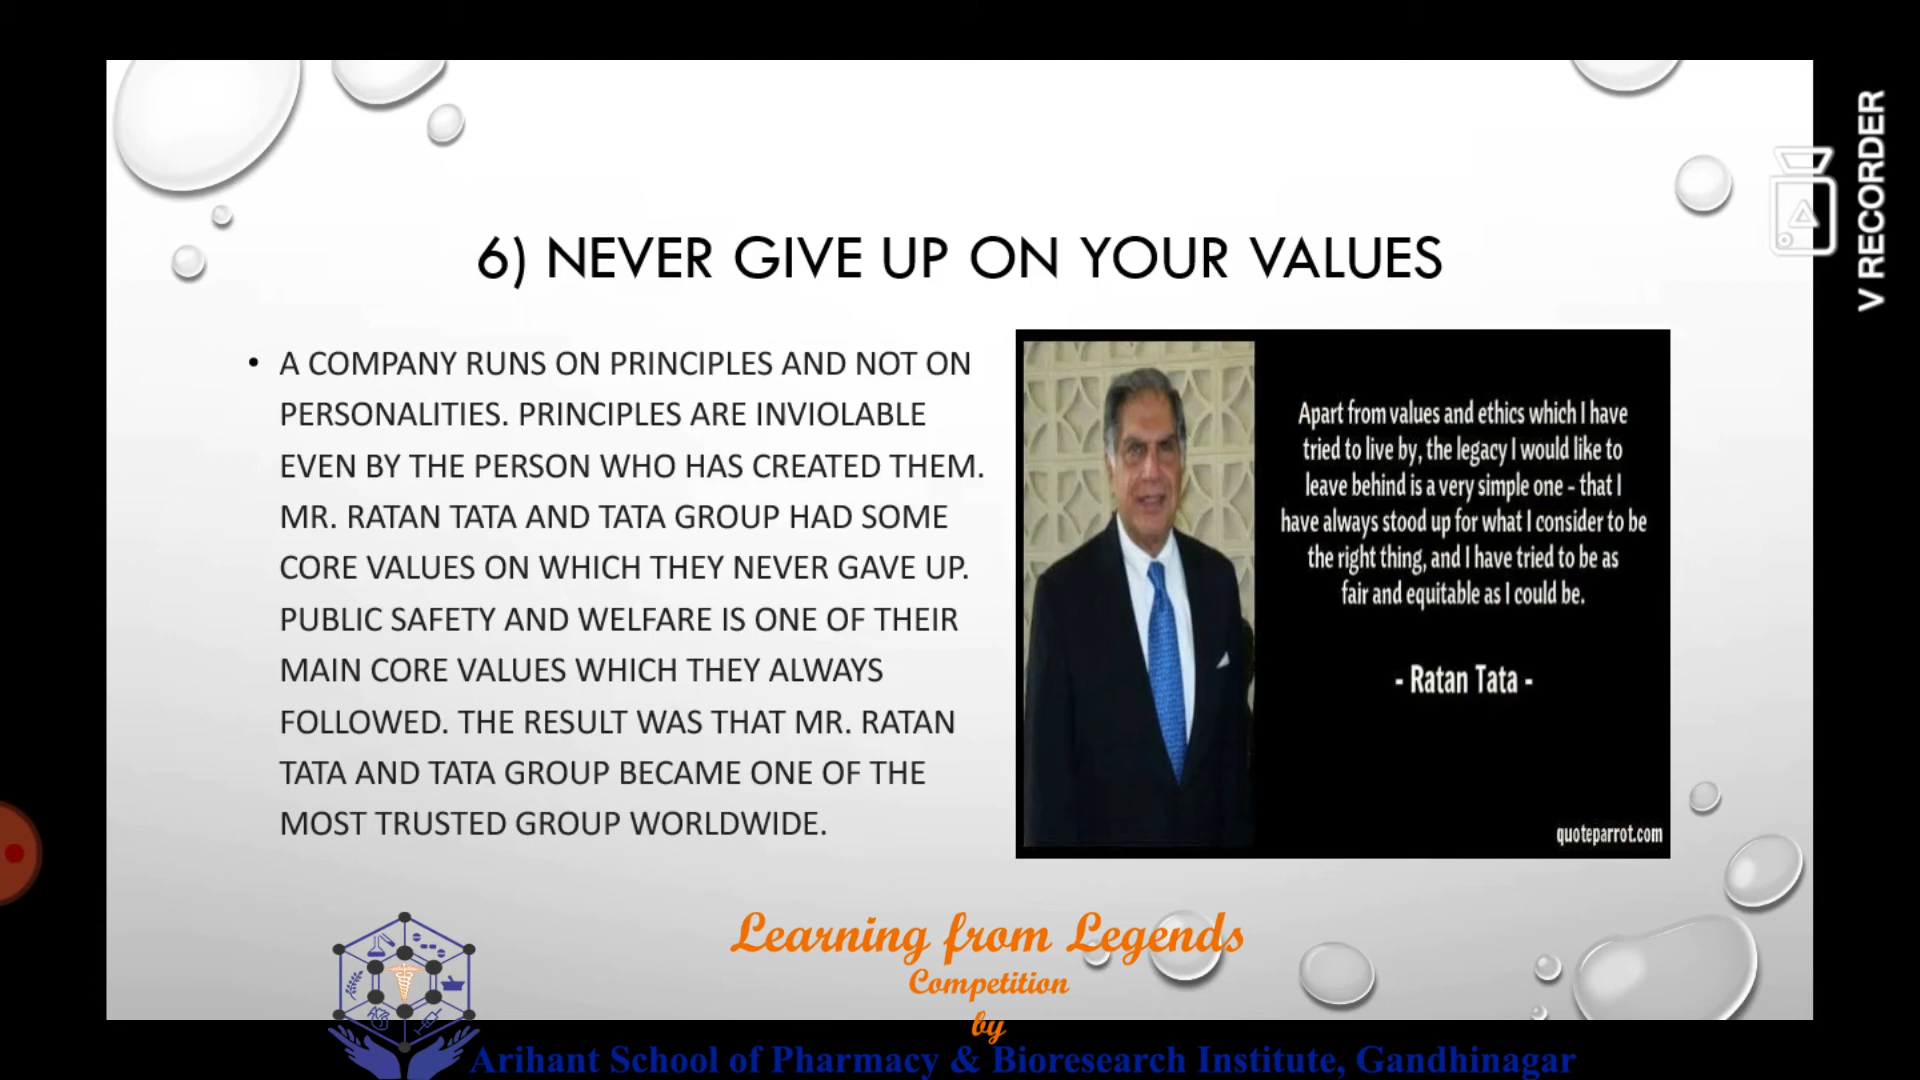 V RECORDER
6) NEVER GIVE UP ON YOUR VALUES
• A COMPANY RUNS ON PRINCIPLES AND NOT ON
PERSONALITIES. PRINCIPLES ARE INVIOLABLE
EVEN BY THE PERSON WHO HAS CREATED THEM.
MR. RATAN TATA AND TATA GROUP HAD SOME
CORE VALUES ON WHICH THEY NEVER GAVE UP.
PUBLIC SAFETY AND WELFARE IS ONE OF THEIR
MAIN CORE VALUES WHICH THEY ALWAYS
FOLLOWED. THE RESULT WAS THAT MR. RATAN
TATA AND TATA GROUP BECAME ONE OF THE
MOST TRUSTED GROUP WORLDWIDE.
Apart from values and ethics which I have
tried to live by, the legacy I would like to
leave behind is a very simple one - that I
have always stood up for what I consider to be
the right thing, and I have tried to be as
fair and equitable as I could be.
- Ratan Tata -
quoteparrot.com
Learning from Legends
Competition
by
Arihant School of Pharmacy & Bioresearch Institute, Gandhinagar